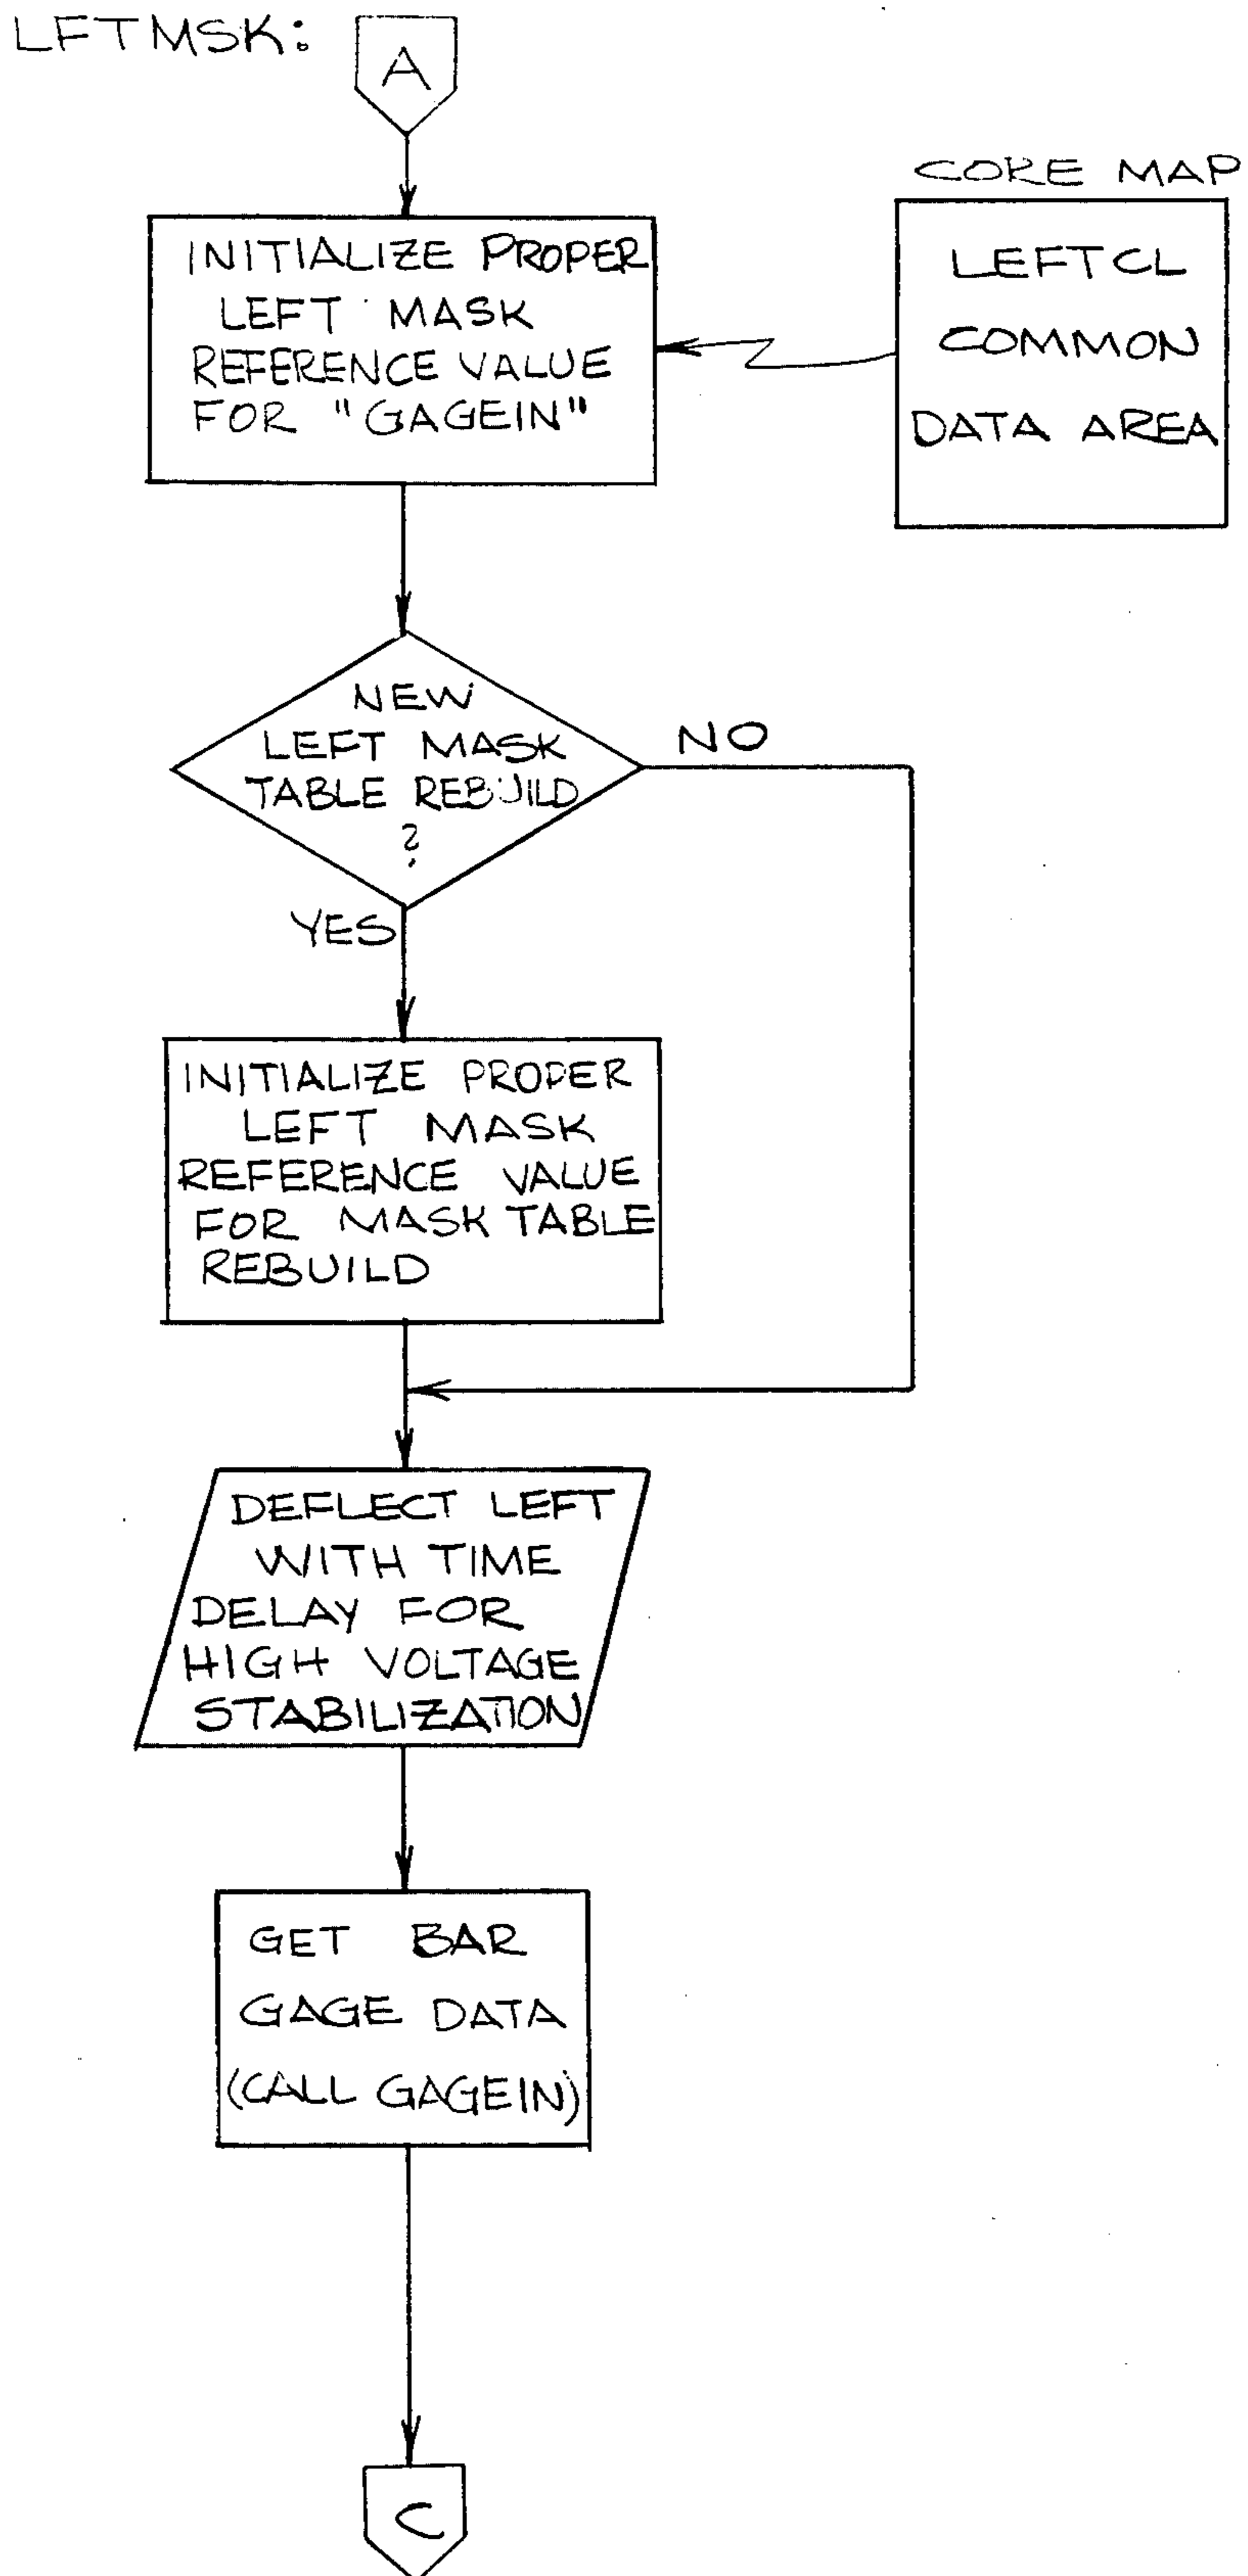 LFTMSK:
A
CORE MAP
INITIALIZE PROPER
LEFT MASK
REFERENCE VALUE
FOR "GAGEIN"
LEFTCL
COMMON
DATA AREA
NEW
LEFT MASK
TABLE REBUILD
?
NO
YES
INITIALIZE PROPER
LEFT MASK
REFERENCE VALUE
FOR MASK TABLE
REBUILD
DEFLECT LEFT
WITH TIME
DELAY FOR
HIGH VOLTAGE
STABILIZATION
GET BAR
GAGE DATA
(CALL GAGEIN)
C